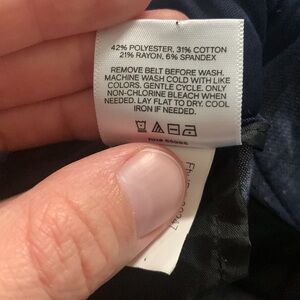 42% POLYESTER, 31% COTTON
21% RAYON, 6% SPANDEX
REMOVE BELT BEFORE WASH.
MACHINE WASH COLD WITH LIKE
COLORS. GENTLE CYCLE. ONLY
NON-CHLORINE BLEACH WHEN
NEEDED. LAY FLAT TO DRY. COOL
IRON IF NEEDED.